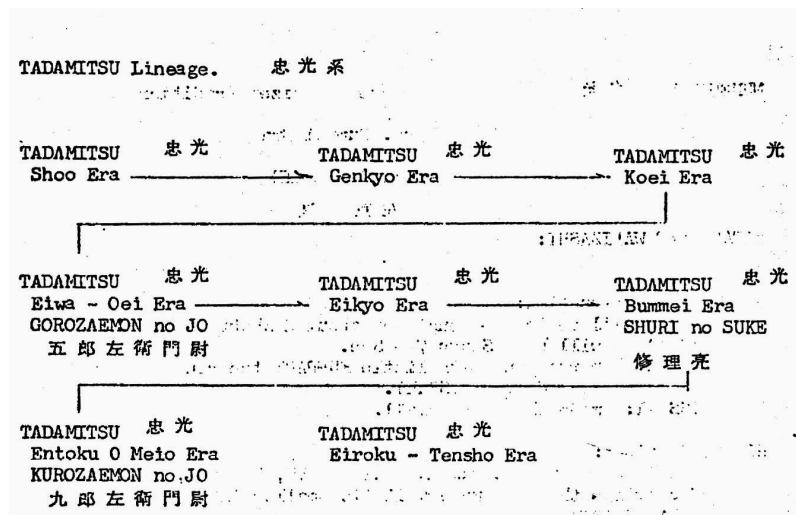 TADAMITSU Lineage. 忠光系
TADAMITSU 忠光 TADAMITSU 忠光 TADAMITSU 忠光
Shoo Era Genkyo Era Koei Era
TADAMITSU 忠光 TADAMITSU 忠光 TADAMITSU 忠光
Eiwa - Oei Era Eikyo Era Bummei Era
GOROZAEMON no JO SHURI no SUKE
五郎左衛門尉 修理亮
TADAMITSU 忠光 TADAMITSU 忠光
Entoku O Meio Era Eiroku - Tensho Era
KUROZAEMON no JO
九郎左衛門尉